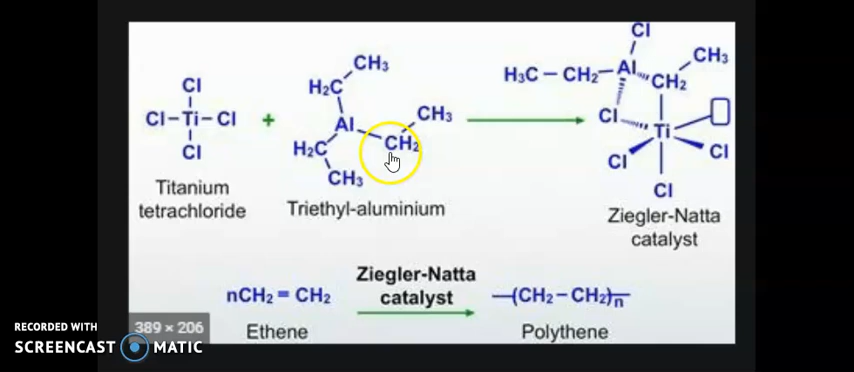 Cl
Cl–Ti–Cl
Cl
Titanium
tetrachloride
+
CH3
H2C
Al
CH3
CH2
H2C
CH3
Triethyl-aluminium
Cl
CH3
H3C – CH2
Al
CH2
Cl
Ti
Cl
Cl
Cl
Ziegler-Natta
catalyst
nCH2 = CH2
Ethene
Ziegler-Natta
catalyst
–(CH2 – CH2)n–
Polythene
389 × 206
RECORDED WITH
SCREENCAST MATIC